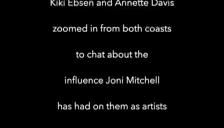 Kiki Ebsen and Annette Davis
zoomed in from both coasts
to chat about the
influence Joni Mitchell
has had on them as artists